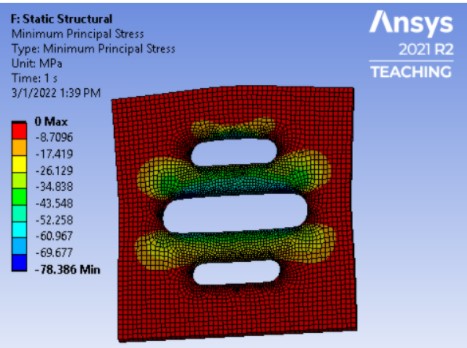 F: Static Structural
Minimum Principal Stress
Type: Minimum Principal Stress
Unit: MPa
Time: 1 s
3/1/2022 1:39 PM
Ansys
2021 R2
TEACHING
0 Max
-8.7096
-17.419
-26.129
-34.838
-43.548
-52.258
-60.967
-69.677
-78.386 Min